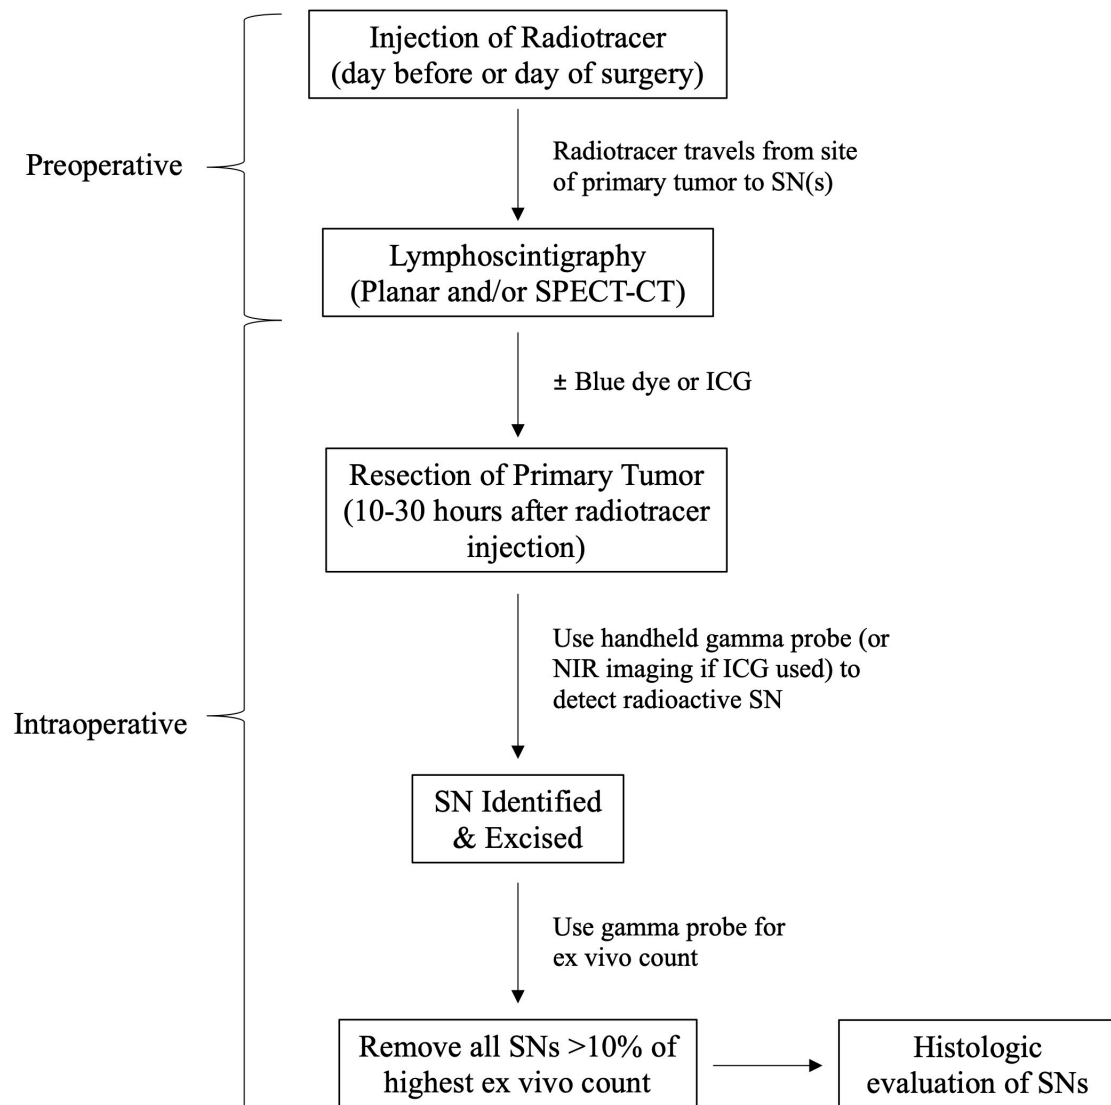 Injection of Radiotracer
(day before or day of surgery)
Preoperative
Radiotracer travels from site
of primary tumor to SN(s)
Lymphoscintigraphy
(Planar and/or SPECT-CT)
± Blue dye or ICG
Resection of Primary Tumor
(10-30 hours after radiotracer
injection)
Use handheld gamma probe (or
NIR imaging if ICG used) to
detect radioactive SN
Intraoperative
SN Identified
& Excised
Use gamma probe for
ex vivo count
Remove all SNs >10% of
highest ex vivo count
Histologic
evaluation of SNs